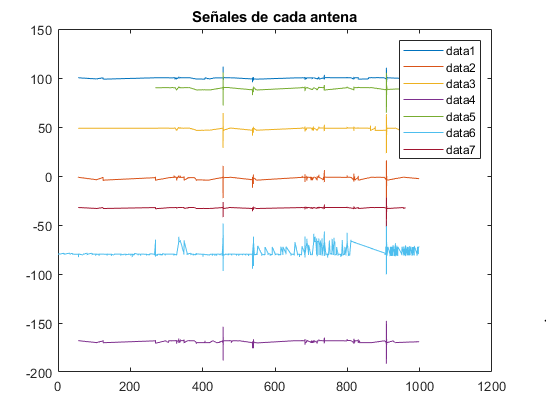 Señales de cada antena
150
100
50
0
-50
-100
-150
-200
0 200 400 600 800 1000 1200
data1
data2
data3
data4
data5
data6
data7